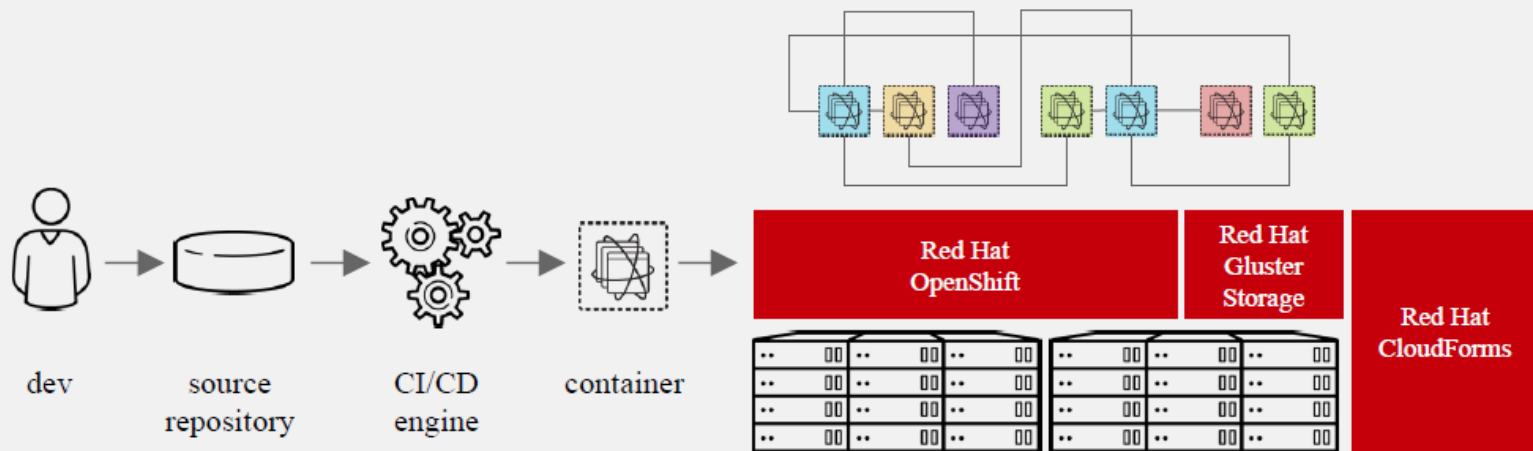 Red Hat
OpenShift
Red Hat
Gluster
Storage
Red Hat
CloudForms
dev
source
repository
CI/CD
engine
container